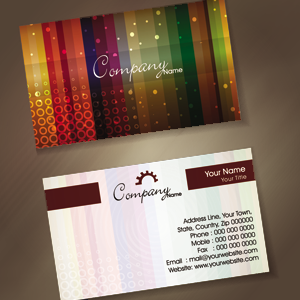 Company
Name
Company
Name
Your Name
Your Title
Address Line, Your Town,
State, Country, Zip 000000
Phone : 000 000 0000
Moblie : 000 000 0000
Fax : 000 000 0000
Email : mail@yourwebsite.com
Website: www.yourwebsite.com